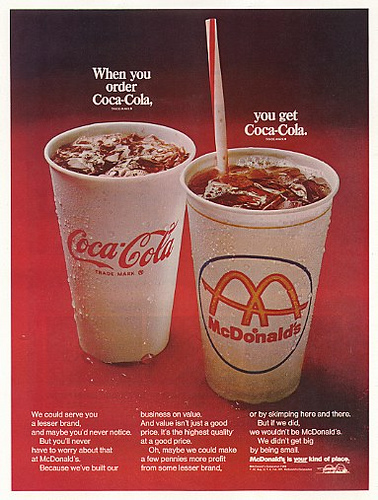 When you
order
Coca-Cola,
TRADE-MARK ®
you get
Coca-Cola.
TRADE-MARK ®
Coca-Cola
TRADE MARK ®
McDonald's
We could serve you
a lesser brand,
and maybe you'd never notice.
But you'll never
have to worry about that
at McDonald's.
Because we've built our
business on value.
And value isn't just a good
price. It's the highest quality
at a good price.
Oh, maybe we could make
a few pennies more profit
from some lesser brand,
or by skimping here and there.
But if we did,
we wouldn't be McDonald's.
We didn't get big
by being small.
McDonald's is your kind of place.